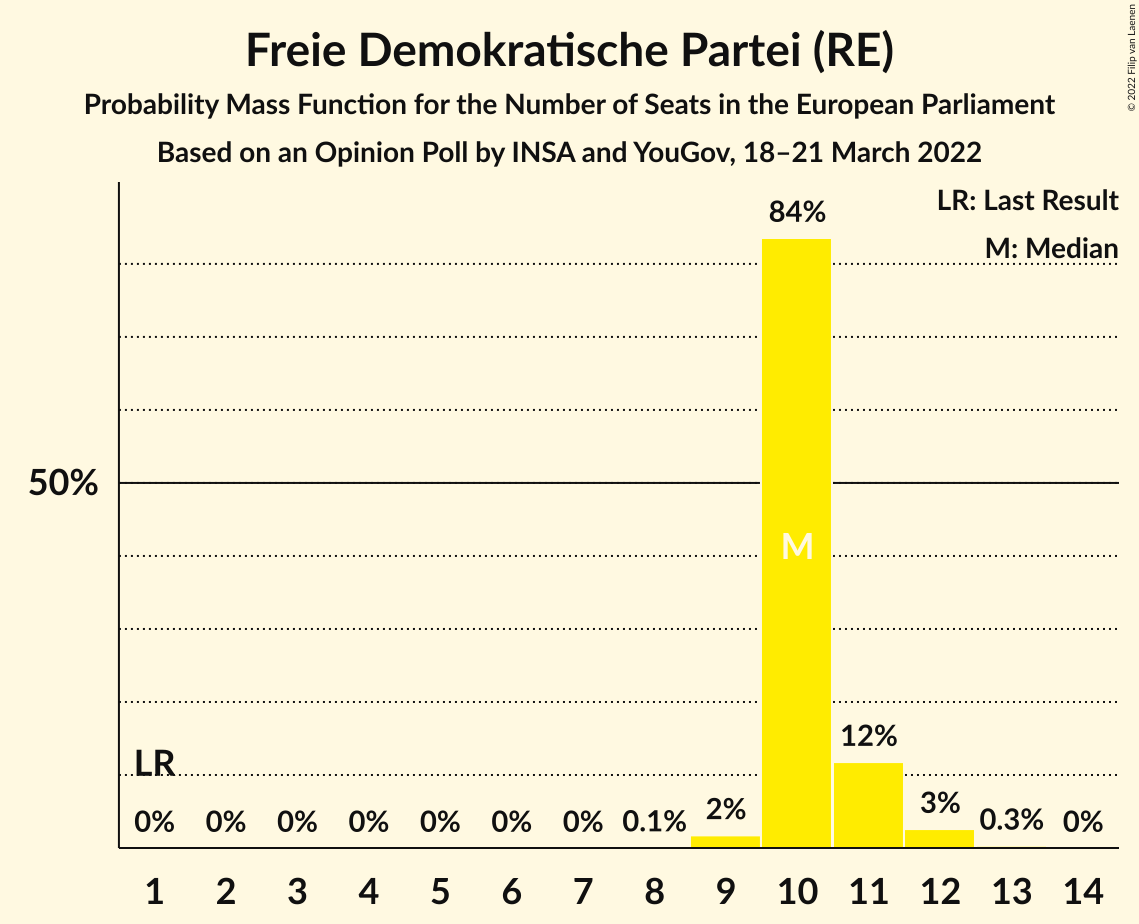 Freie Demokratische Partei (RE)
Probability Mass Function for the Number of Seats in the European Parliament
Based on an Opinion Poll by INSA and YouGov, 18–21 March 2022
© 2022 Filip van Laenen
LR: Last Result
M: Median
84%
50%
M
12%
LR
0% 0% 0% 0% 0% 0% 0% 0.1% 2% 3% 0.3% 0%
1 2 3 4 5 6 7 8 9 10 11 12 13 14